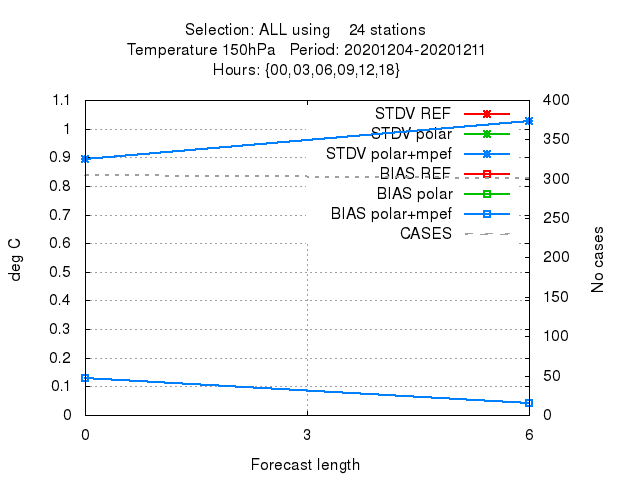 Selection: ALL using 24 stations
Temperature 150hPa Period: 20201204-20201211
Hours: {00,03,06,09,12,18}
1.1
1
0.9
0.8
0.7
0.6
0.5
0.4
0.3
0.2
0.1
0
400
350
300
250
200
150
100
50
0
STDV REF
STDV polar
STDV polar+mpef
BIAS REF
BIAS polar
BIAS polar+mpef
CASES
deg C
No cases
0 3 6
Forecast length